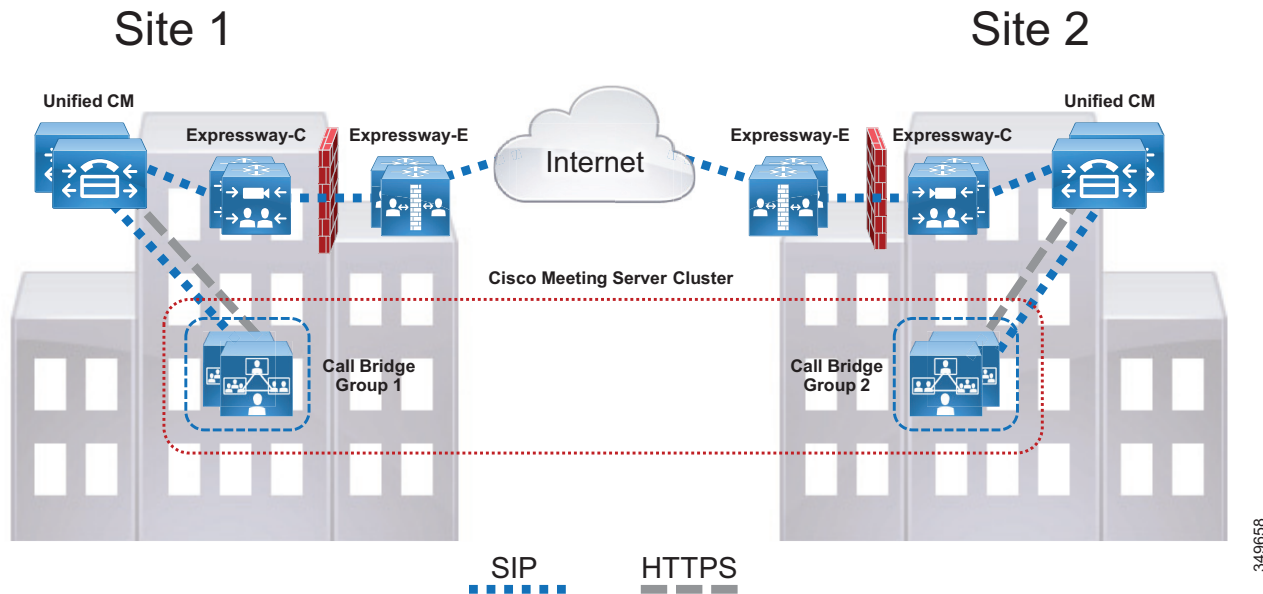 Site 1
Site 2
Unified CM
Unified CM
Expressway-C
Expressway-E
Internet
Expressway-E
Expressway-C
Cisco Meeting Server Cluster
Call Bridge
Group 1
Call Bridge
Group 2
SIP
HTTPS
349658